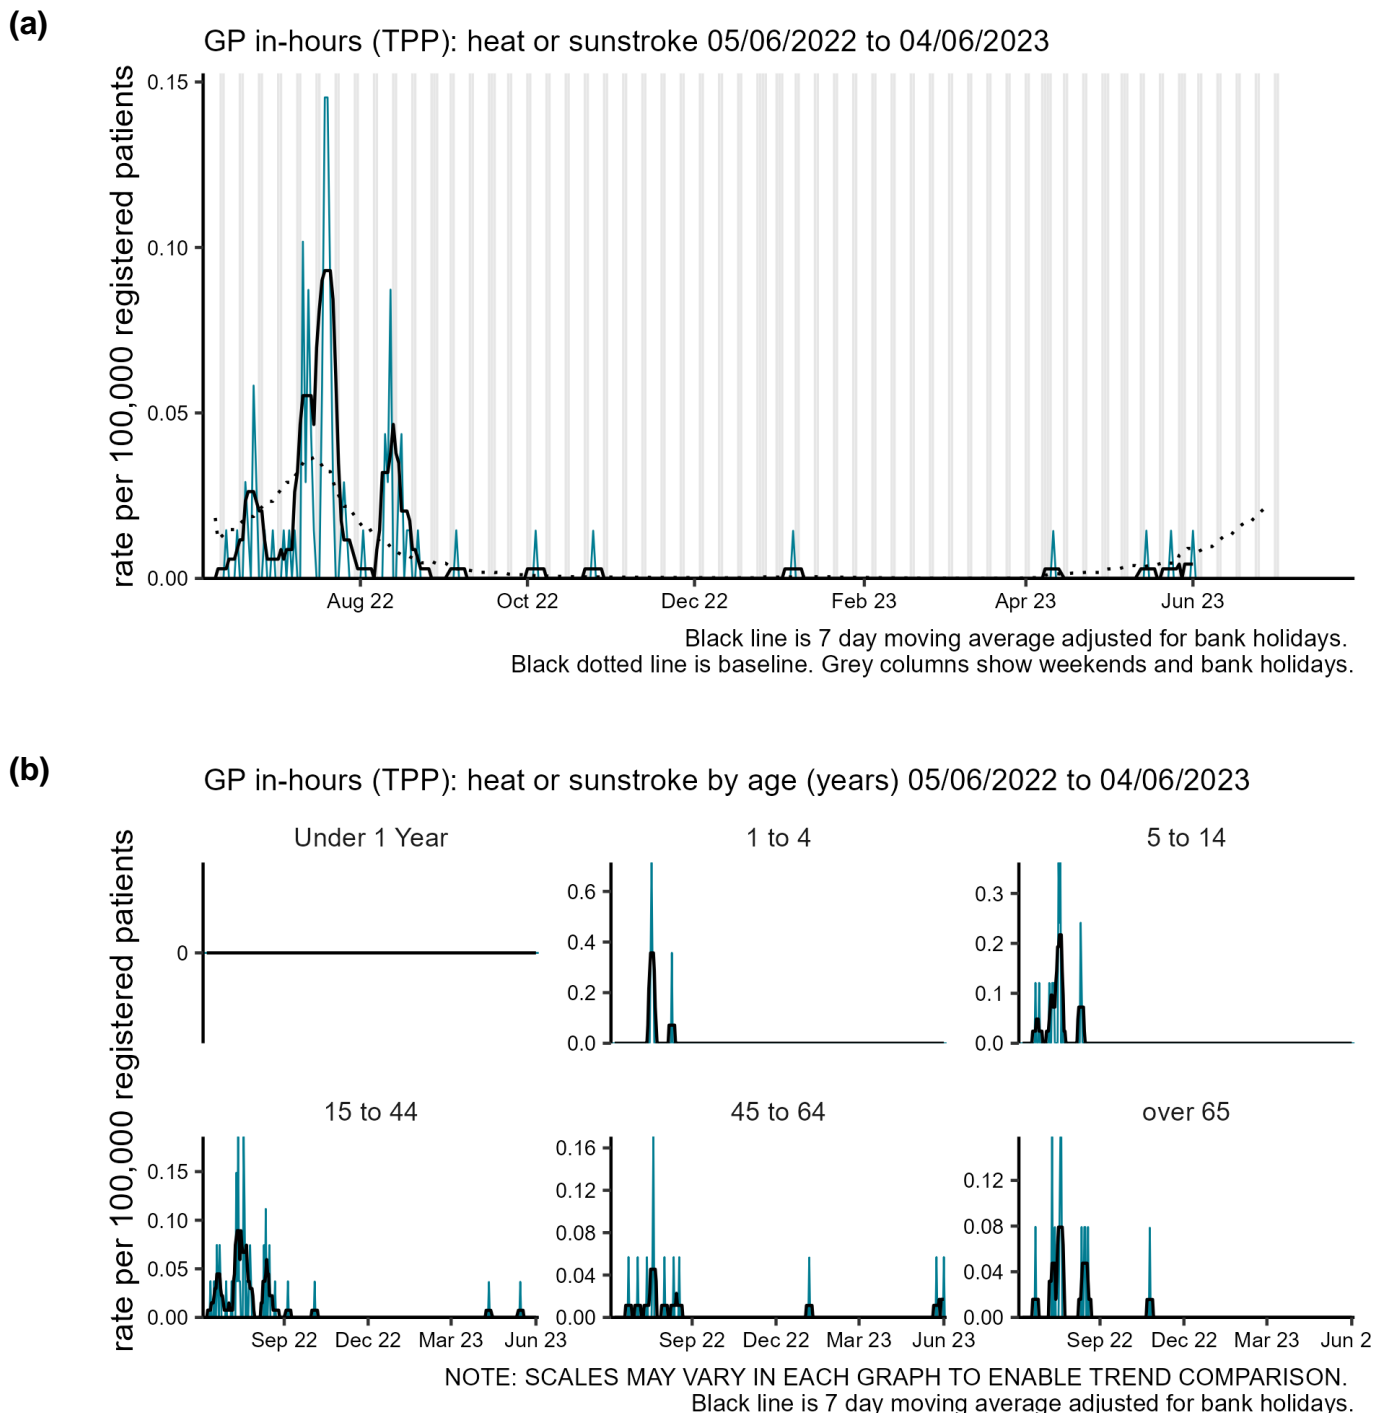 (a)
GP in-hours (TPP): heat or sunstroke 05/06/2022 to 04/06/2023
rate per 100,000 registered patients
0.15
0.10
0.05
0.00
Aug 22 Oct 22 Dec 22 Feb 23 Apr 23 Jun 23
Black line is 7 day moving average adjusted for bank holidays.
Black dotted line is baseline. Grey columns show weekends and bank holidays.
(b)
GP in-hours (TPP): heat or sunstroke by age (years) 05/06/2022 to 04/06/2023
rate per 100,000 registered patients
Under 1 Year
0
1 to 4
0.6
0.4
0.2
0.0
5 to 14
0.3
0.2
0.1
0.0
15 to 44
0.15
0.10
0.05
0.00
Sep 22 Dec 22 Mar 23 Jun 23
45 to 64
0.16
0.12
0.08
0.04
0.00
Sep 22 Dec 22 Mar 23 Jun 23
over 65
0.12
0.08
0.04
0.00
Sep 22 Dec 22 Mar 23 Jun 2
NOTE: SCALES MAY VARY IN EACH GRAPH TO ENABLE TREND COMPARISON.
Black line is 7 day moving average adjusted for bank holidays.